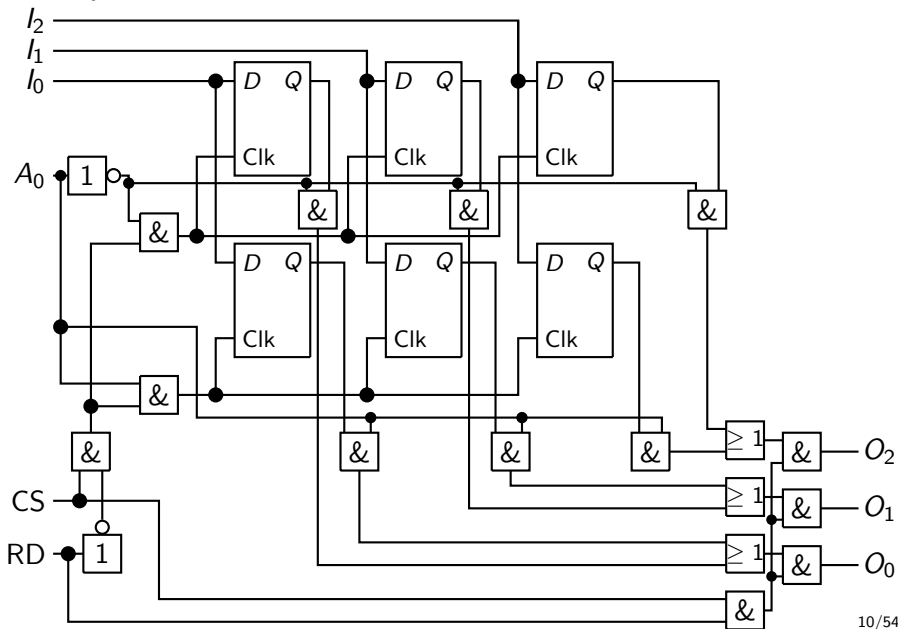 I₂
I₁
I₀
D Q D Q D Q
Clk Clk Clk
A₀ 1
& & &
&
D Q D Q D Q
Clk Clk Clk
&
≥ 1 & O₂
& & & &
CS ≥ 1 & O₁
RD 1 ≥ 1 & O₀
&
10/54